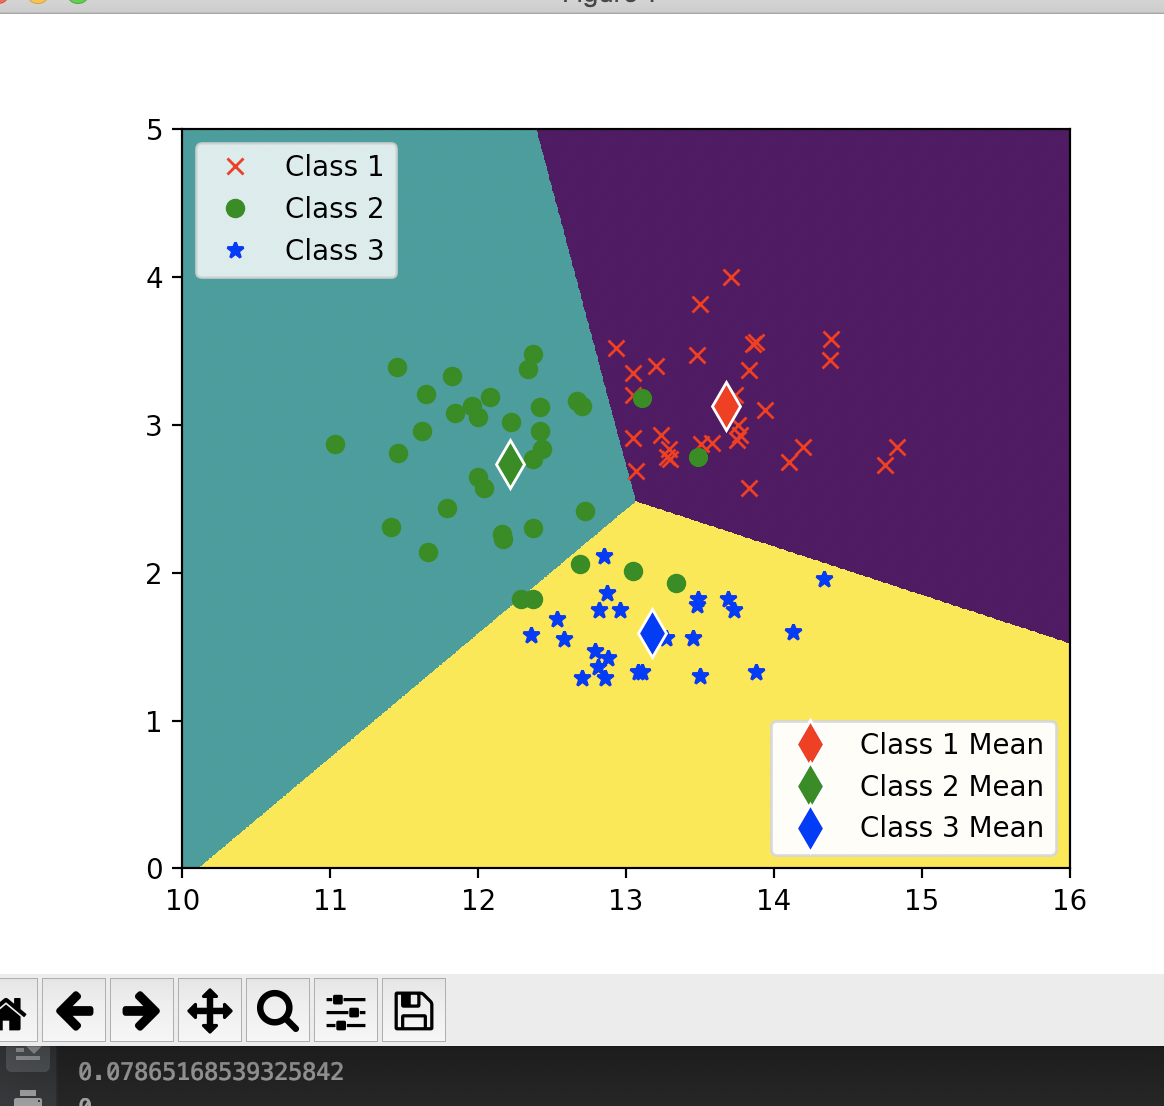 5
4
3
2
1
0
10 11 12 13 14 15 16
Class 1
Class 2
Class 3
Class 1 Mean
Class 2 Mean
Class 3 Mean
0.07865168539325842